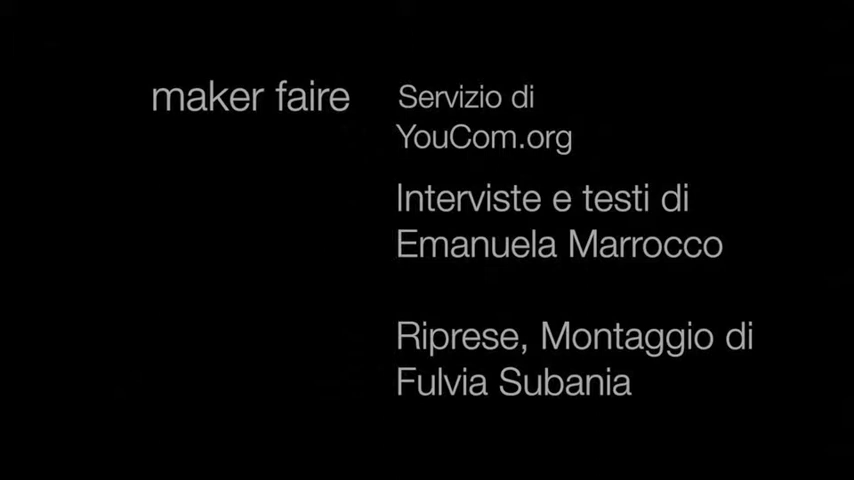 maker faire
Servizio di
YouCom.org
Interviste e testi di
Emanuela Marrocco
Riprese, Montaggio di
Fulvia Subania